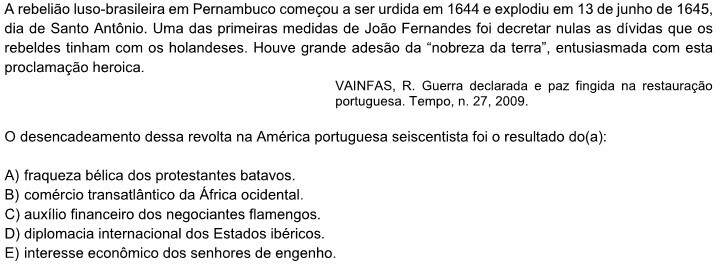 A rebelião luso-brasileira em Pernambuco começou a ser urdida em 1644 e explodiu em 13 de junho de 1645,
dia de Santo Antônio. Uma das primeiras medidas de João Fernandes foi decretar nulas as dívidas que os
rebeldes tinham com os holandeses. Houve grande adesão da “nobreza da terra”, entusiasmada com esta
proclamação heroica.
VAINFAS, R. Guerra declarada e paz fingida na restauração
portuguesa. Tempo, n. 27, 2009.
O desencadeamento dessa revolta na América portuguesa seiscentista foi o resultado do(a):
A) fraqueza bélica dos protestantes batavos.
B) comércio transatlântico da África ocidental.
C) auxílio financeiro dos negociantes flamengos.
D) diplomacia internacional dos Estados ibéricos.
E) interesse econômico dos senhores de engenho.